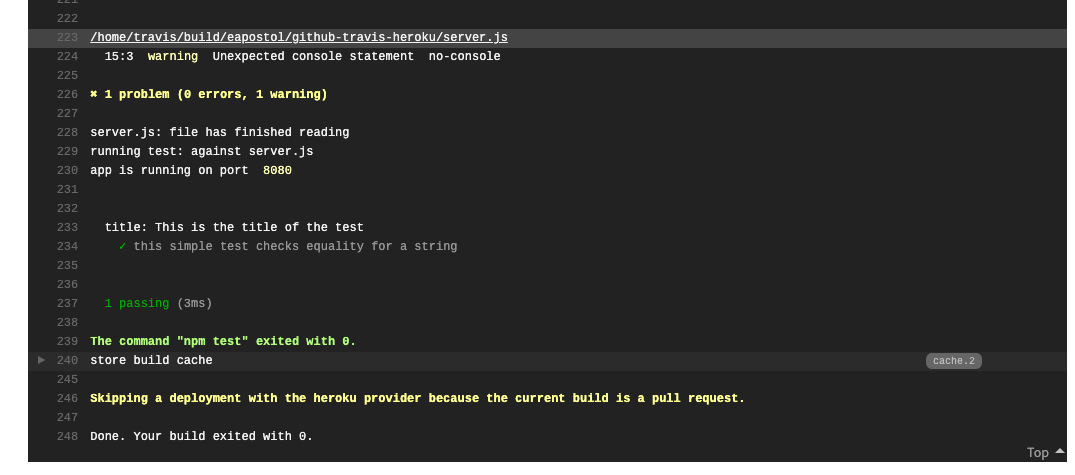 221
222
223 /home/travis/build/eapostol/github-travis-heroku/server.js
224 15:3 warning Unexpected console statement no-console
225
226 ✖ 1 problem (0 errors, 1 warning)
227
228 server.js: file has finished reading
229 running test: against server.js
230 app is running on port 8080
231
232
233 title: This is the title of the test
234 ✓ this simple test checks equality for a string
235
236
237 1 passing (3ms)
238
239 The command "npm test" exited with 0.
240 store build cache cache.2
245
246 Skipping a deployment with the heroku provider because the current build is a pull request.
247
248 Done. Your build exited with 0.
Top